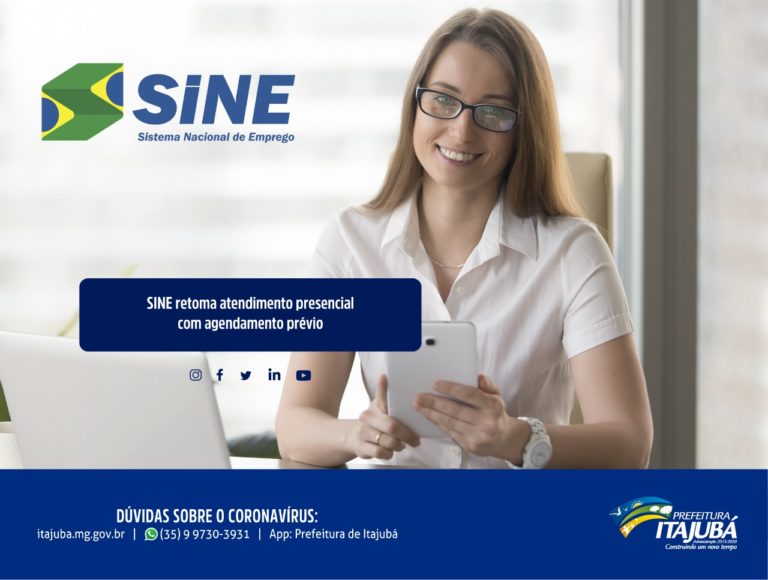 SiNE
Sistema Nacional de Emprego
SINE retoma atendimento presencial
com agendamento prévio
DÚVIDAS SOBRE O CORONAVÍRUS:
itajuba.mg.gov.br | (35) 9 9730-3931 | App: Prefeitura de Itajubá
PREFEITURA
ITAJUBÁ
Administração 2013-2020
Construindo um novo tempo